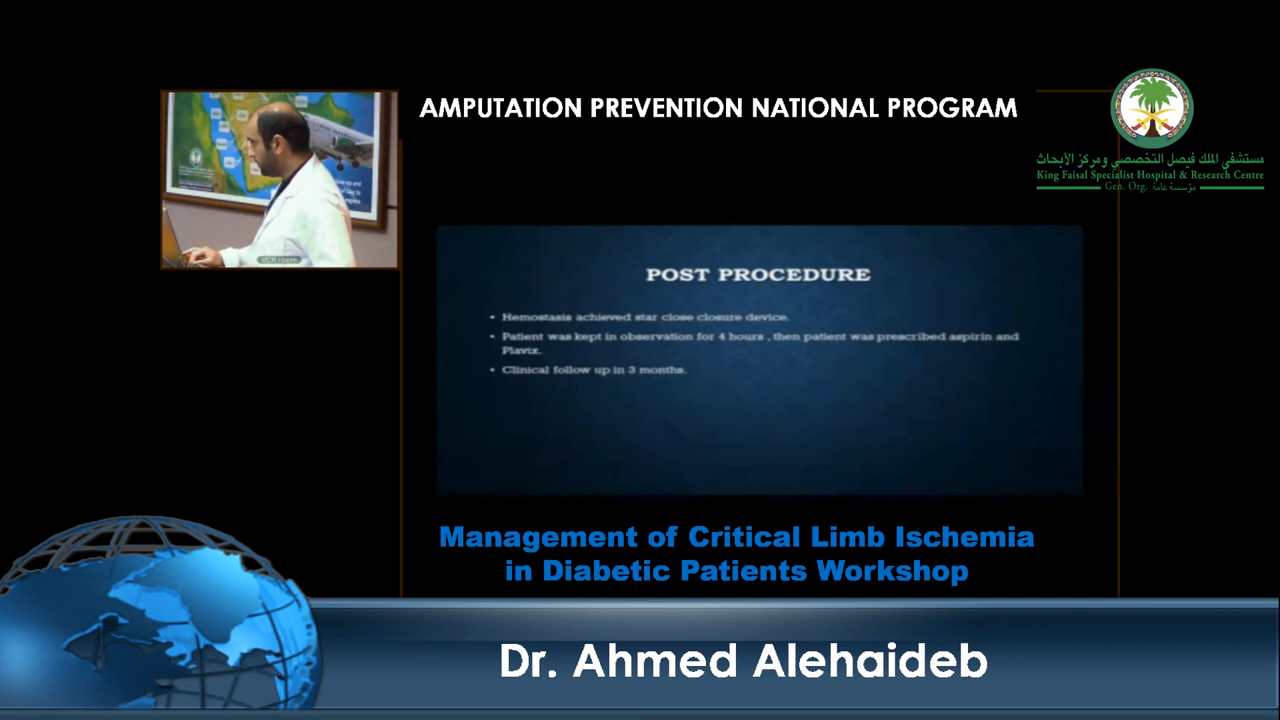 AMPUTATION PREVENTION NATIONAL PROGRAM
مستشفى الملك فيصل التخصصي ومركز الأبحاث
King Faisal Specialist Hospital & Research Centre
Gen. Org. مؤسسة عامة
VCR room
POST PROCEDURE
• Hemostasis achieved star close closure device.
• Patient was kept in observation for 4 hours , then patient was prescribed aspirin and
Plavix.
• Clinical follow up in 3 months.
Management of Critical Limb Ischemia
in Diabetic Patients Workshop
Dr. Ahmed Alehaideb